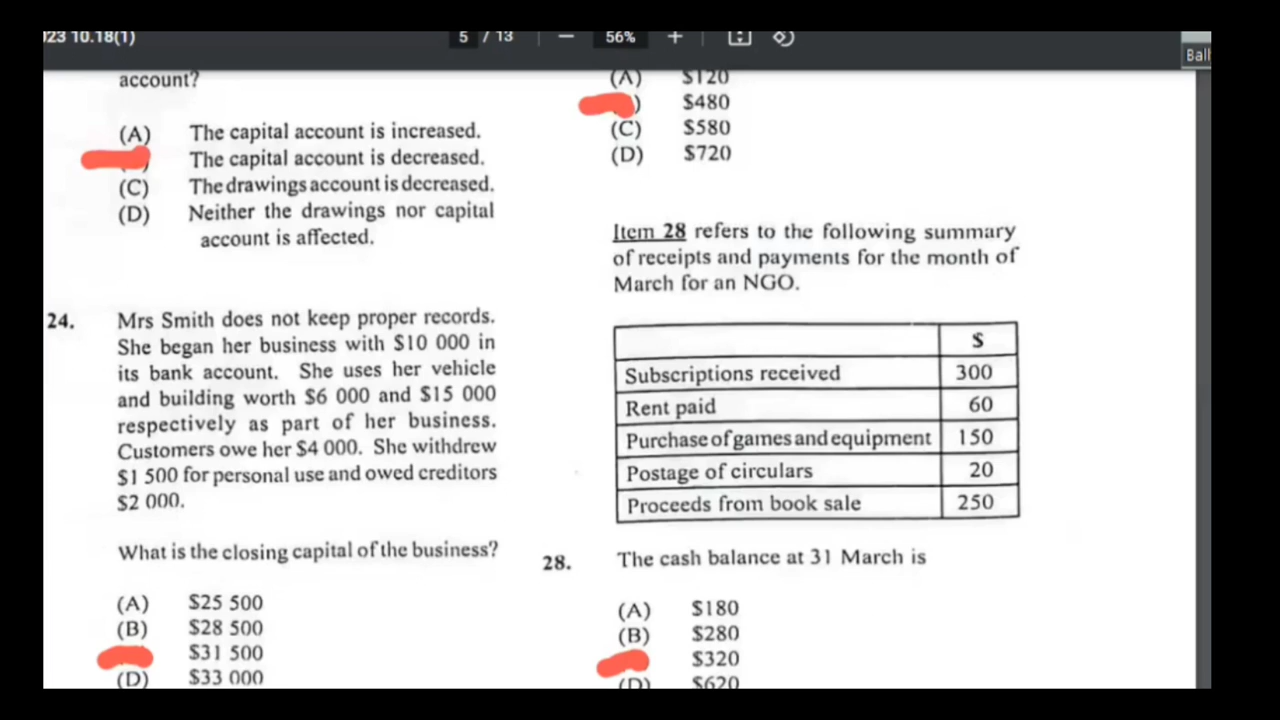 023 10.18(1)
5 / 13
56%
Ball
account?
(A) The capital account is increased.
The capital account is decreased.
(C) The drawings account is decreased.
(D) Neither the drawings nor capital
account is affected.
24. Mrs Smith does not keep proper records.
She began her business with $10 000 in
its bank account. She uses her vehicle
and building worth $6 000 and $15 000
respectively as part of her business.
Customers owe her $4 000. She withdrew
$1 500 for personal use and owed creditors
$2 000.
What is the closing capital of the business?
(A) $25 500
(B) $28 500
$31 500
(D) $33 000
(A) $120
) $480
(C) $580
(D) $720
Item 28 refers to the following summary
of receipts and payments for the month of
March for an NGO.
$
Subscriptions received 300
Rent paid 60
Purchase of games and equipment 150
Postage of circulars 20
Proceeds from book sale 250
28. The cash balance at 31 March is
(A) $180
(B) $280
$320
(D) $620